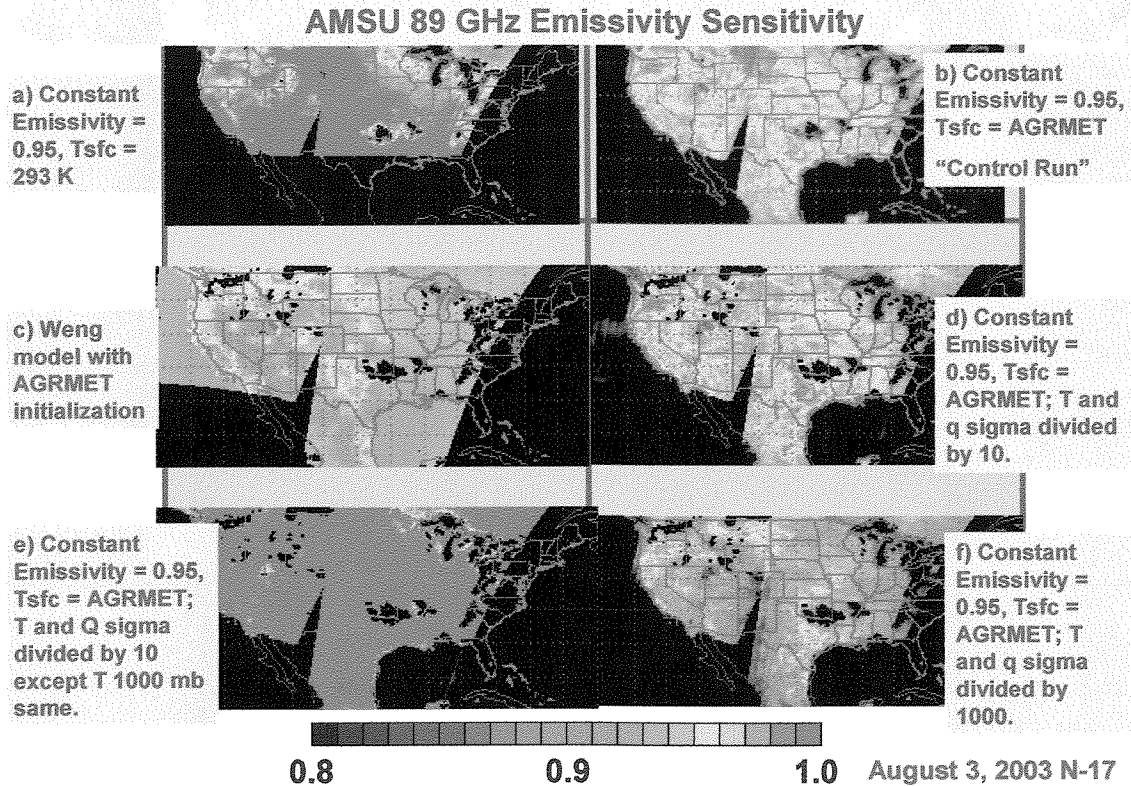 AMSU 89 GHz Emissivity Sensitivity
a) Constant
Emissivity =
0.95, Tsfc =
293 K
b) Constant
Emissivity = 0.95,
Tsfc = AGRMET
“Control Run”
c) Weng
model with
AGRMET
initialization
d) Constant
Emissivity =
0.95, Tsfc =
AGRMET; T and
q sigma divided
by 10.
e) Constant
Emissivity = 0.95,
Tsfc = AGRMET;
T and Q sigma
divided by 10
except T 1000 mb
same.
f) Constant
Emissivity =
0.95, Tsfc =
AGRMET; T
and q sigma
divided by
1000.
0.8 0.9 1.0
August 3, 2003 N-17